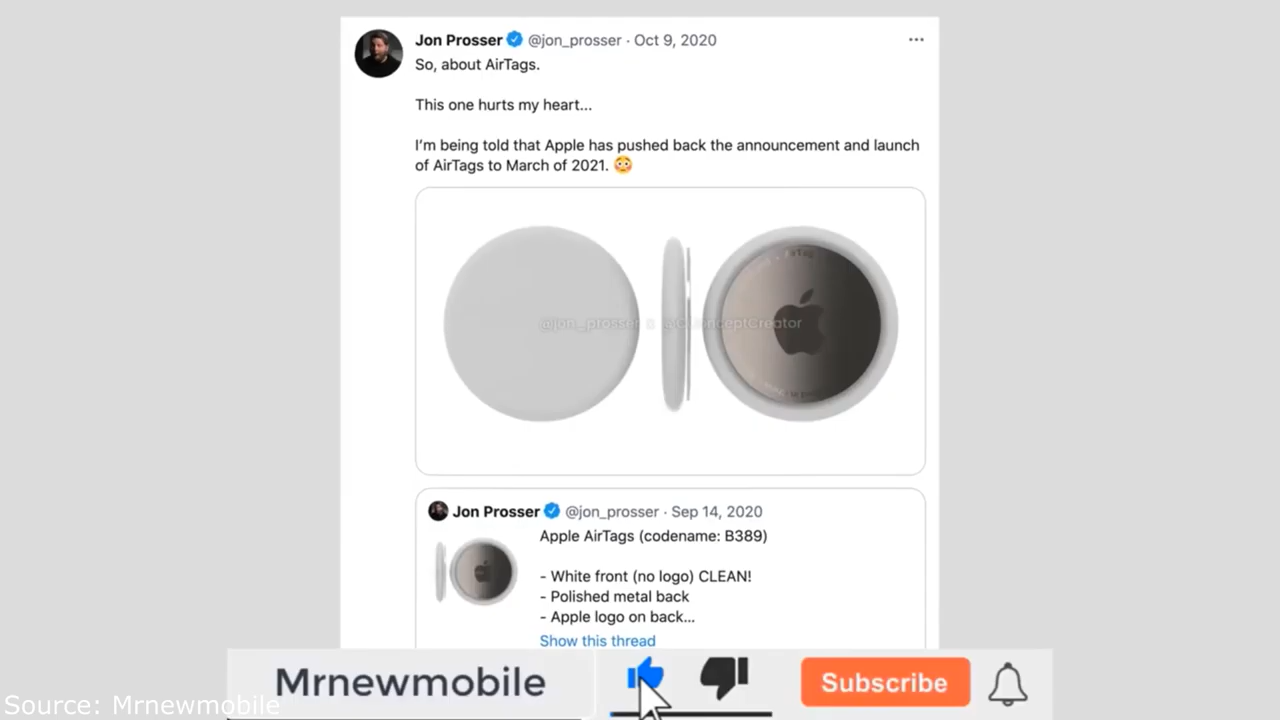 Jon Prosser @jon_prosser · Oct 9, 2020
So, about AirTags.
This one hurts my heart...
I'm being told that Apple has pushed back the announcement and launch
of AirTags to March of 2021. 😳
@jon_prosser x @ConceptCreator
Jon Prosser @jon_prosser · Sep 14, 2020
Apple AirTags (codename: B389)
- White front (no logo) CLEAN!
- Polished metal back
- Apple logo on back...
Show this thread
Mrnewmobile
Subscribe
Source: Mrnewmobile